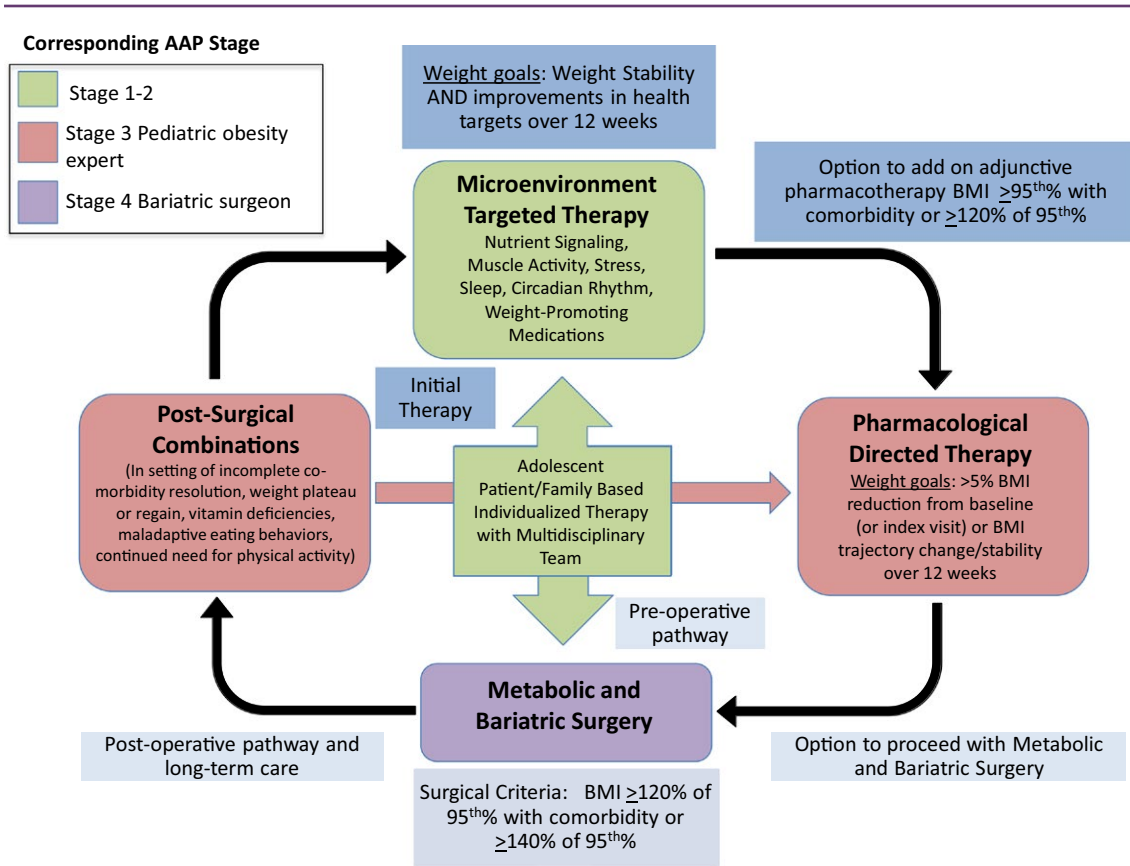 Corresponding AAP Stage
Stage 1-2
Stage 3 Pediatric obesity
expert
Stage 4 Bariatric surgeon
Weight goals: Weight Stability
AND improvements in health
targets over 12 weeks
Microenvironment
Targeted Therapy
Nutrient Signaling,
Muscle Activity, Stress,
Sleep, Circadian Rhythm,
Weight-Promoting
Medications
Option to add on adjunctive
pharmacotherapy BMI ≥95th% with
comorbidity or ≥120% of 95th%
Initial
Therapy
Post-Surgical
Combinations
(In setting of incomplete co-
morbidity resolution, weight plateau
or regain, vitamin deficiencies,
maladaptive eating behaviors,
continued need for physical activity)
Adolescent
Patient/Family Based
Individualized Therapy
with Multidisciplinary
Team
Pharmacological
Directed Therapy
Weight goals: >5% BMI
reduction from baseline
(or index visit) or BMI
trajectory change/stability
over 12 weeks
Pre-operative
pathway
Metabolic and
Bariatric Surgery
Post-operative pathway and
long-term care
Option to proceed with Metabolic
and Bariatric Surgery
Surgical Criteria: BMI ≥120% of
95th% with comorbidity or
≥140% of 95th%